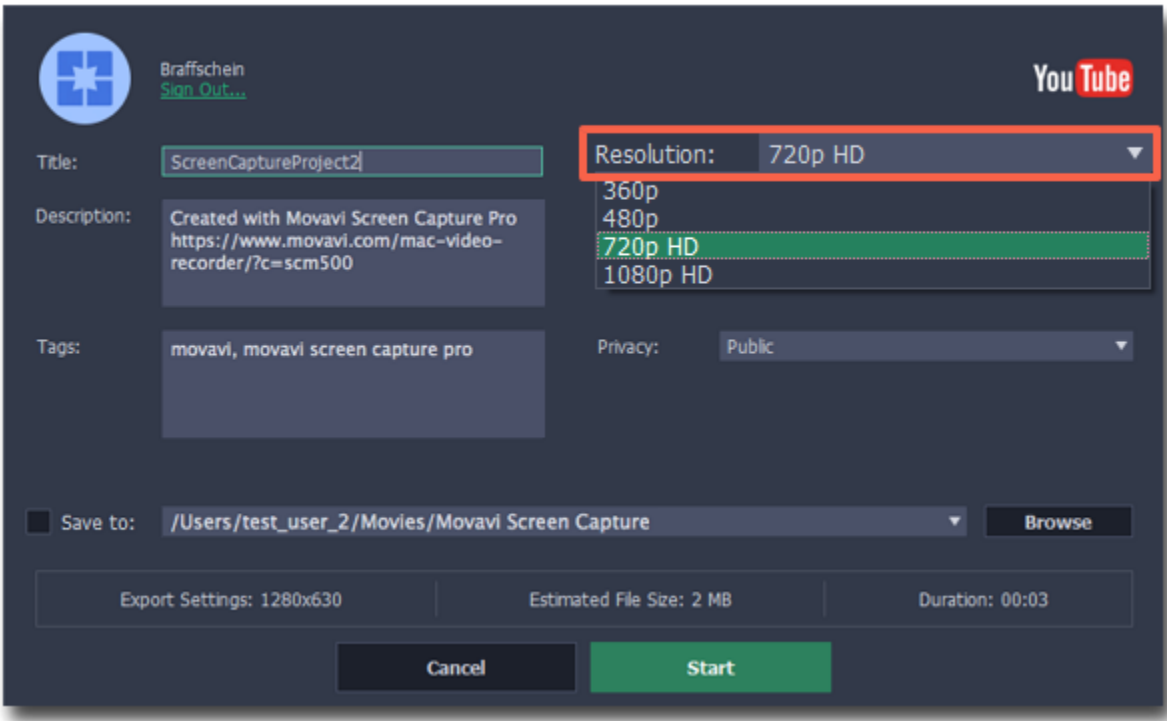 Braffschein
Sign Out...
YouTube
Title:
ScreenCaptureProject2
Resolution:
720p HD
360p
480p
720p HD
1080p HD
Description:
Created with Movavi Screen Capture Pro
https://www.movavi.com/mac-video-
recorder/?c=scm500
Tags:
movavi, movavi screen capture pro
Privacy:
Public
Save to:
/Users/test_user_2/Movies/Movavi Screen Capture
Browse
Export Settings: 1280x630
Estimated File Size: 2 MB
Duration: 00:03
Cancel
Start